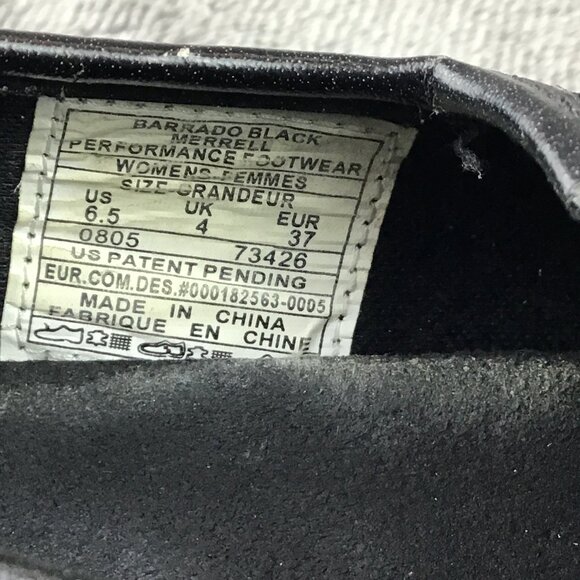 BARRADO BLACK
MERRELL
PERFORMANCE FOOTWEAR
WOMENS-FEMMES
SIZE-GRANDEUR
US UK EUR
6.5 4 37
0805 73426
US PATENT PENDING
EUR.COM.DES.#000182563-0005
MADE IN CHINA
FABRIQUE EN CHINE